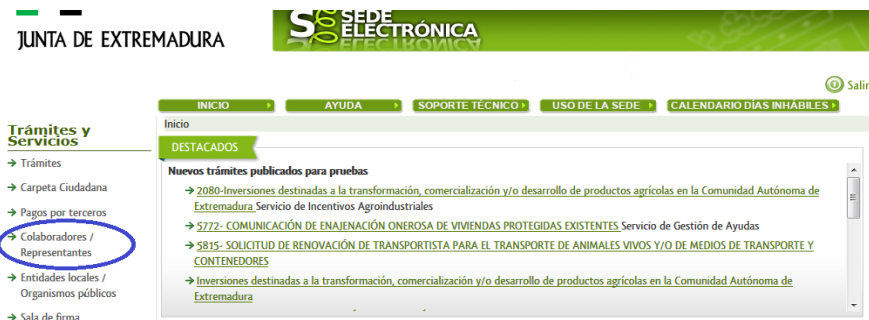 JUNTA DE EXTREMADURA
SEDE
ELECTRÓNICA
Salir
INICIO
AYUDA
SOPORTE TÉCNICO
USO DE LA SEDE
CALENDARIO DÍAS INHÁBILES
Trámites y
Servicios
Trámites
Carpeta Ciudadana
Pagos por terceros
Colaboradores /
Representantes
Entidades locales /
Organismos públicos
Sala de firma
Inicio
DESTACADOS
Nuevos trámites publicados para pruebas
2080-Inversiones destinadas a la transformación, comercialización y/o desarrollo de productos agrícolas en la Comunidad Autónoma de
Extremadura Servicio de Incentivos Agroindustriales
5772- COMUNICACIÓN DE ENAJENACIÓN ONEROSA DE VIVIENDAS PROTEGIDAS EXISTENTES Servicio de Gestión de Ayudas
5815- SOLICITUD DE RENOVACIÓN DE TRANSPORTISTA PARA EL TRANSPORTE DE ANIMALES VIVOS Y/O DE MEDIOS DE TRANSPORTE Y
CONTENEDORES
Inversiones destinadas a la transformación, comercialización y/o desarrollo de productos agrícolas en la Comunidad Autónoma de
Extremadura